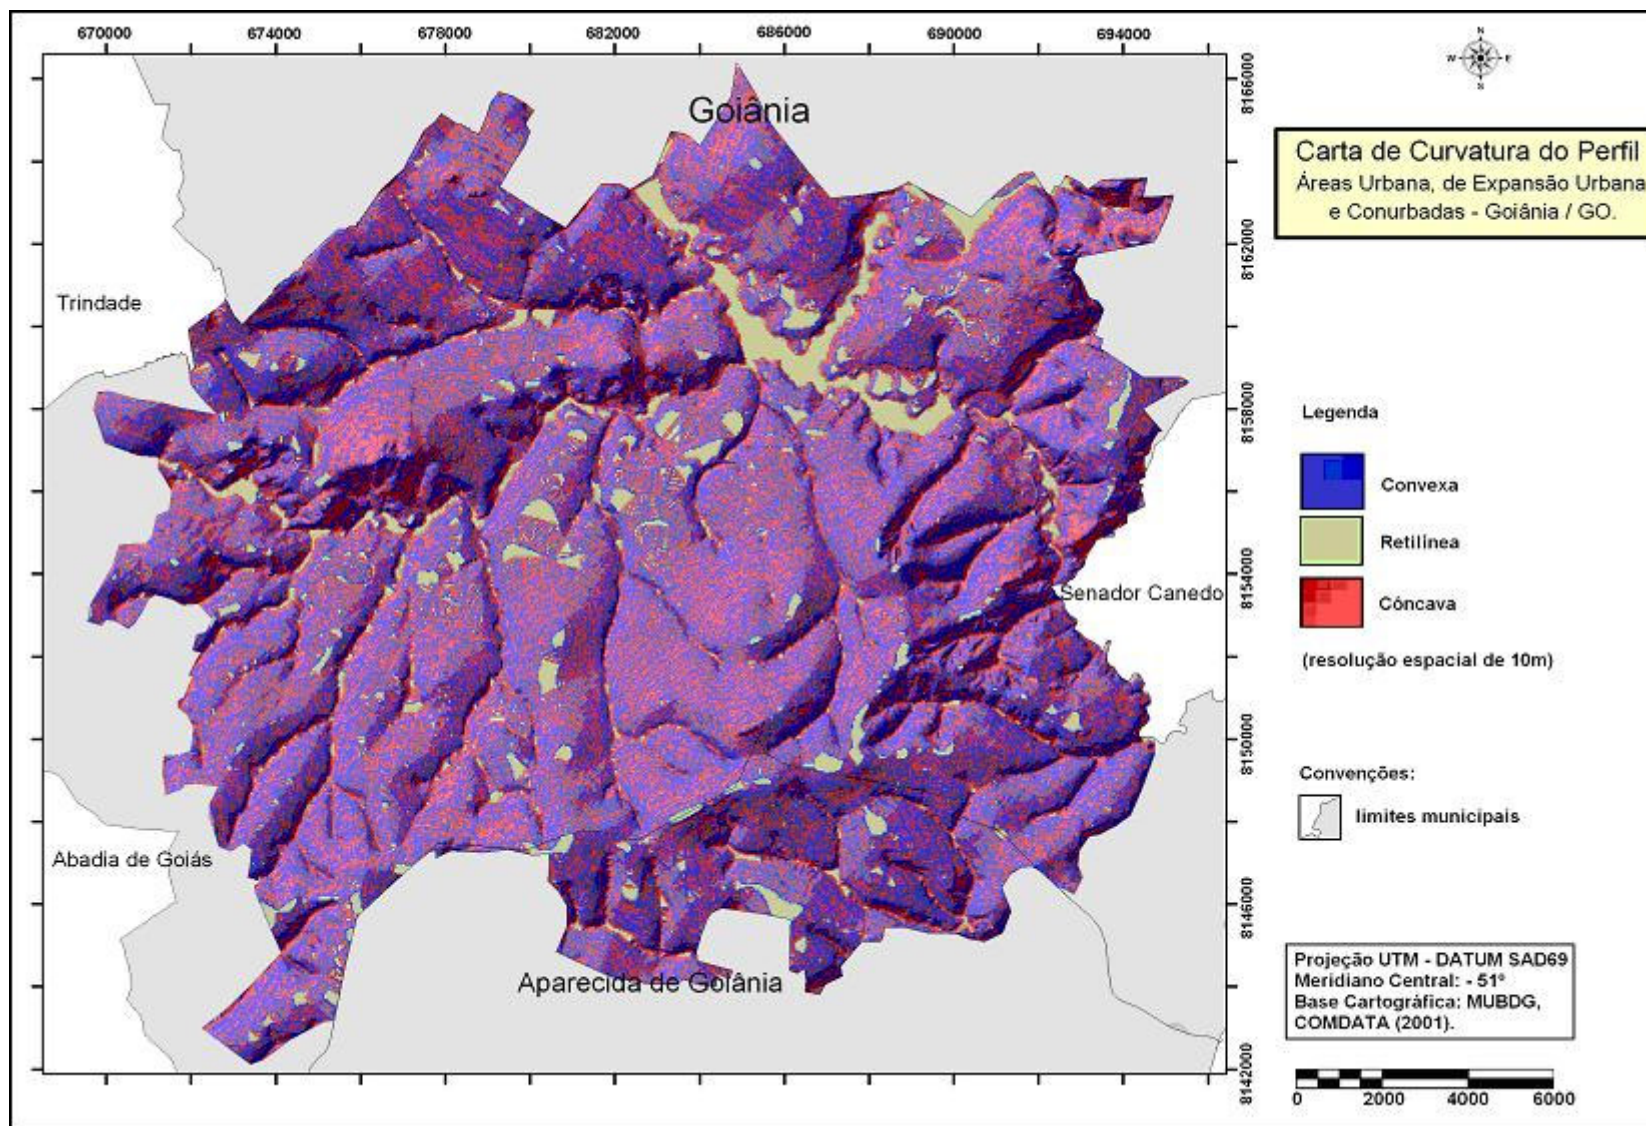 670000 674000 678000 682000 686000 690000 694000
N
W E
S
8166000
Goiânia
Carta de Curvatura do Perfil
Áreas Urbana, de Expansão Urbana
e Conurbadas - Goiânia / GO.
8162000
Trindade
8158000
Legenda
Convexa
Retilínea
Côncava
(resolução espacial de 10m)
8154000
Senador Canedo
8150000
Convenções:
limites municipais
Abadia de Goiás
8146000
Aparecida de Goiânia
Projeção UTM - DATUM SAD69
Meridiano Central: - 51º
Base Cartográfica: MUBDG,
COMDATA (2001).
8142000
0 2000 4000 6000